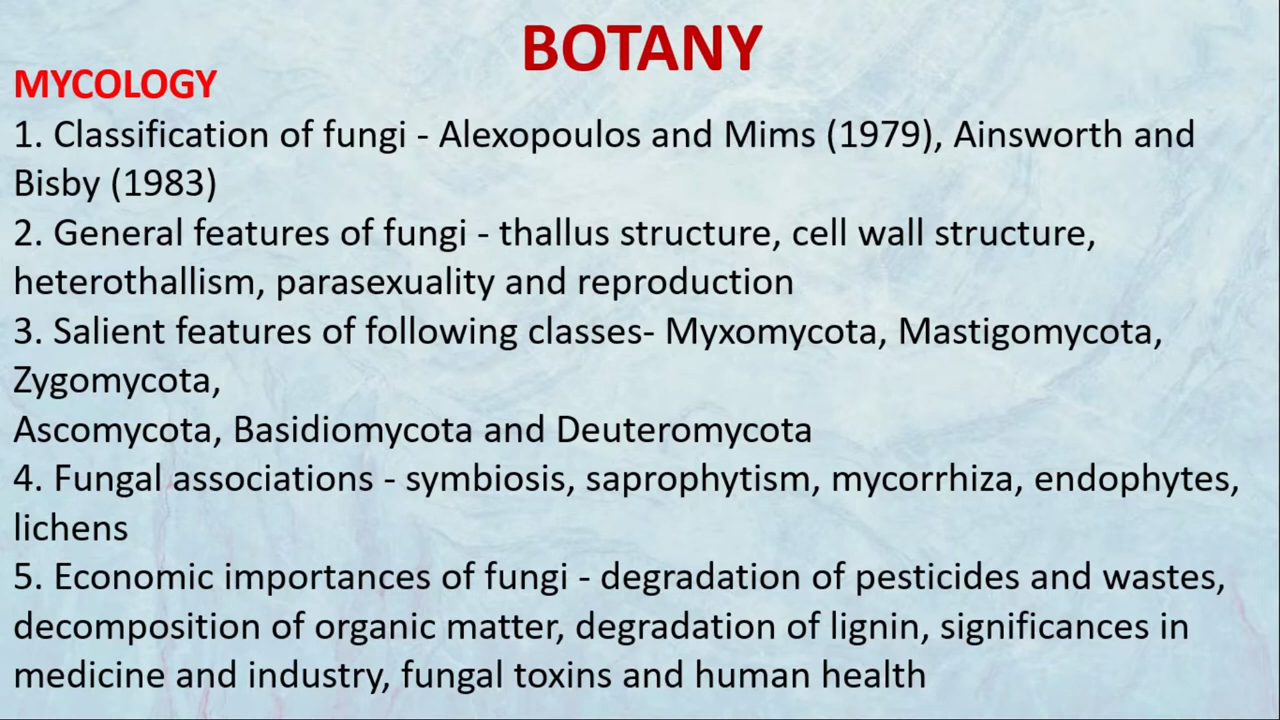 BOTANY
MYCOLOGY
1. Classification of fungi - Alexopoulos and Mims (1979), Ainsworth and
Bisby (1983)
2. General features of fungi - thallus structure, cell wall structure,
heterothallism, parasexuality and reproduction
3. Salient features of following classes- Myxomycota, Mastigomycota,
Zygomycota,
Ascomycota, Basidiomycota and Deuteromycota
4. Fungal associations - symbiosis, saprophytism, mycorrhiza, endophytes,
lichens
5. Economic importances of fungi - degradation of pesticides and wastes,
decomposition of organic matter, degradation of lignin, significances in
medicine and industry, fungal toxins and human health